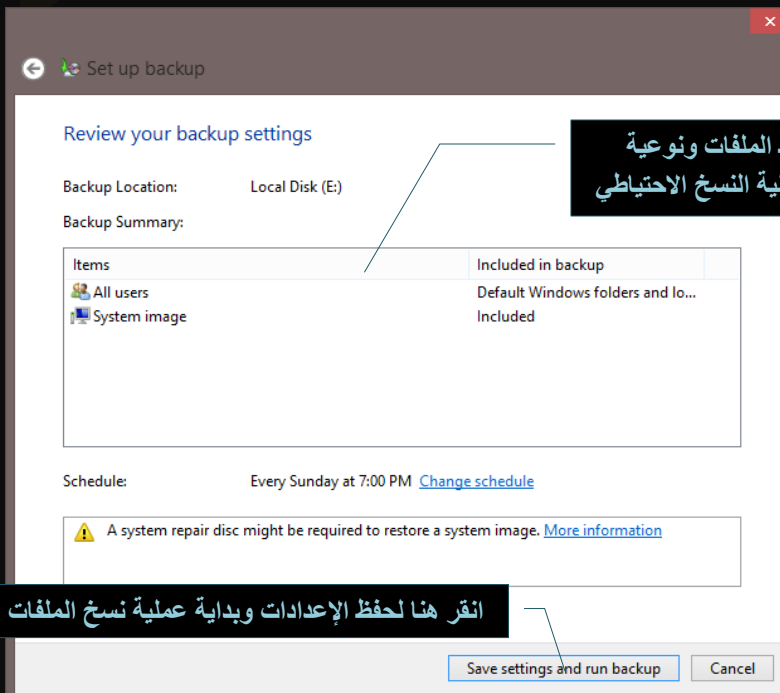 Set up backup
Review your backup settings
الملفات ونوعية
النسخ الاحتياطي
Backup Location: Local Disk (E:)
Backup Summary:
Items Included in backup
All users Default Windows folders and lo...
System image Included
Schedule: Every Sunday at 7:00 PM Change schedule
A system repair disc might be required to restore a system image. More information
انقر هنا لحفظ الإعدادات وبداية عملية نسخ الملفات
Save settings and run backup Cancel